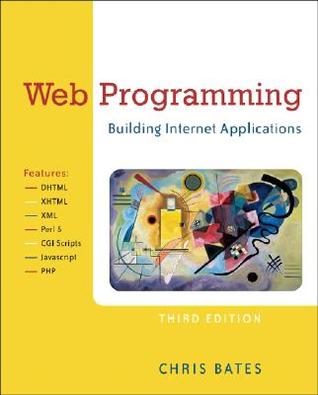 Web Programming
Building Internet Applications
Features:
DHTML
XHTML
XML
Perl 5
CGI Scripts
Javascript
PHP
THIRD EDITION
CHRIS BATES